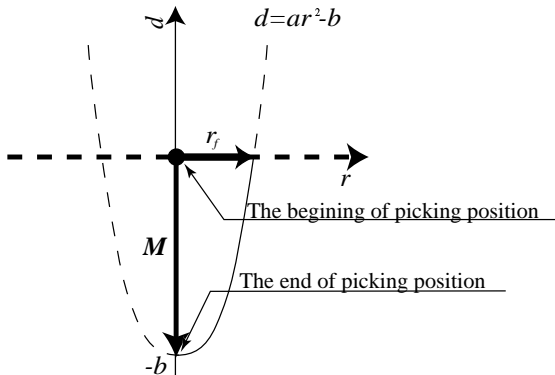 d
d=ar²-b
r_f
r
The begining of picking position
M
The end of picking position
-b